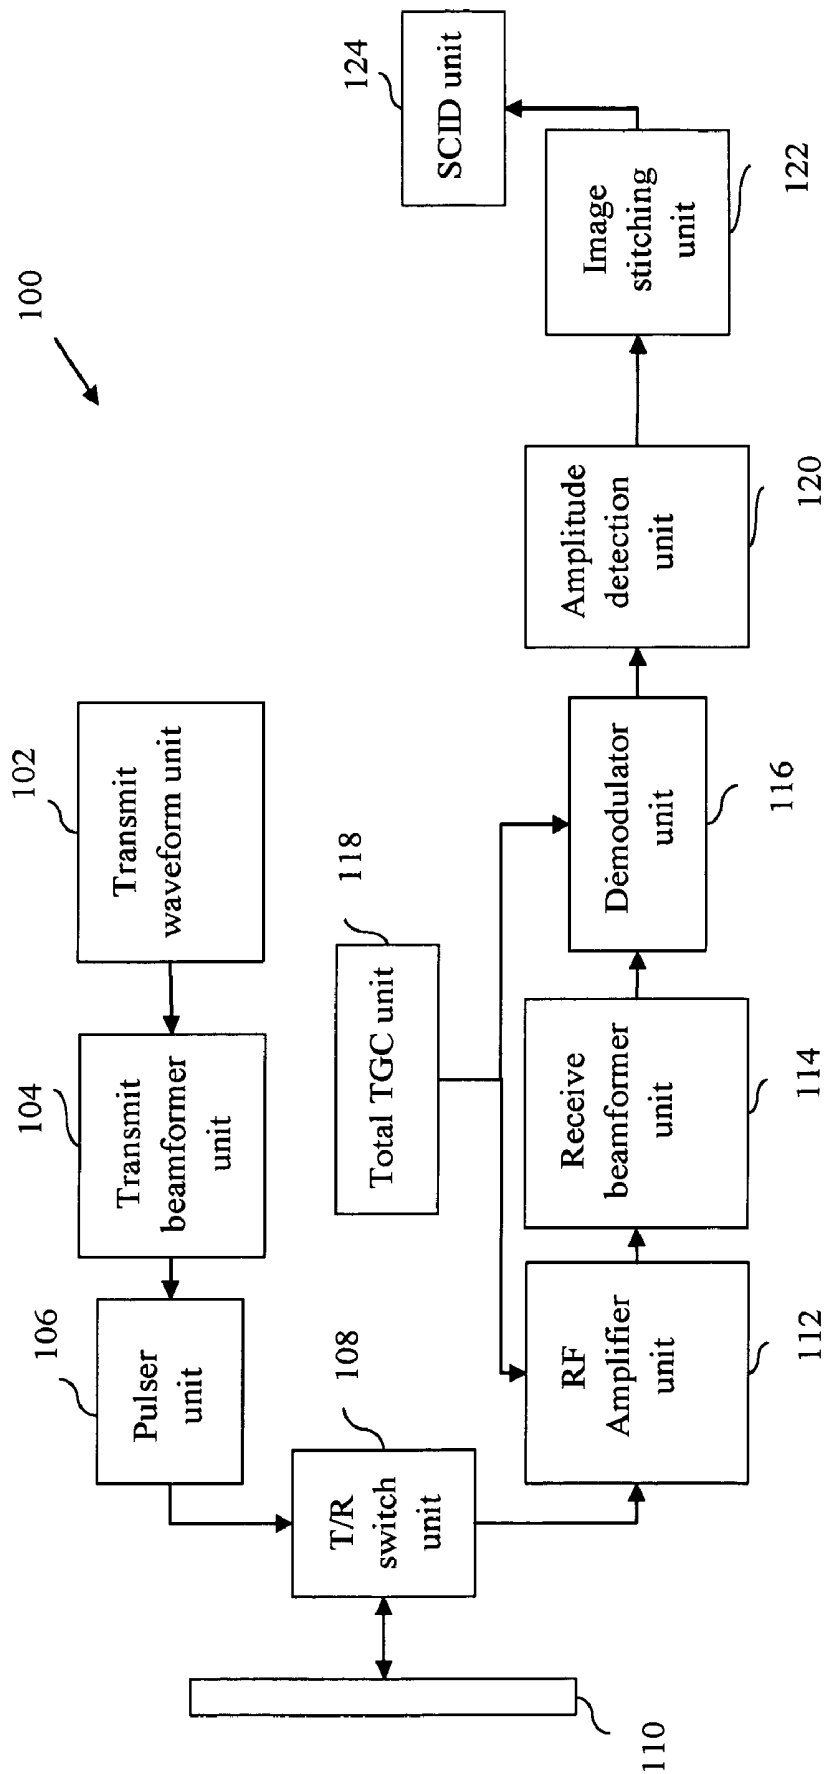 100
102
Transmit
waveform unit
104
Transmit
beamformer
unit
106
Pulser
unit
108
T/R
switch
unit
110
118
Total TGC unit
RF
Amplifier
unit
112
Receive
beamformer
unit
114
Demodulator
unit
116
Amplitude
detection
unit
120
Image
stitching
unit
122
124
SCID unit